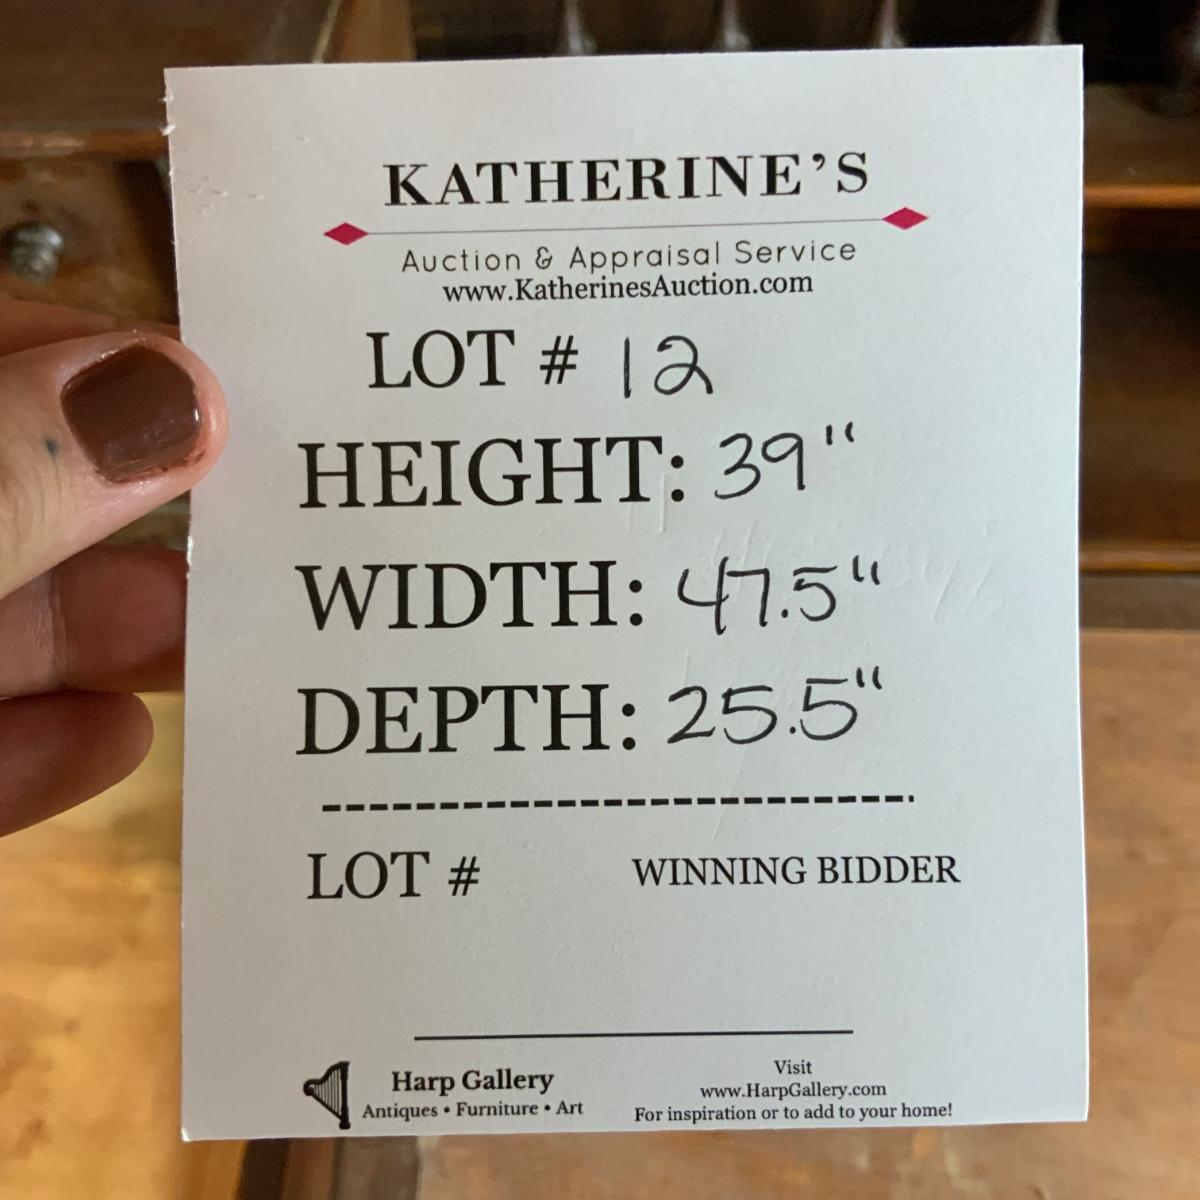 KATHERINE'S
Auction & Appraisal Service
www.KatherinesAuction.com
LOT # 12
HEIGHT: 39"
WIDTH: 47.5"
DEPTH: 25.5"
LOT # WINNING BIDDER
Harp Gallery
Antiques • Furniture • Art
Visit
www.HarpGallery.com
For inspiration or to add to your home!